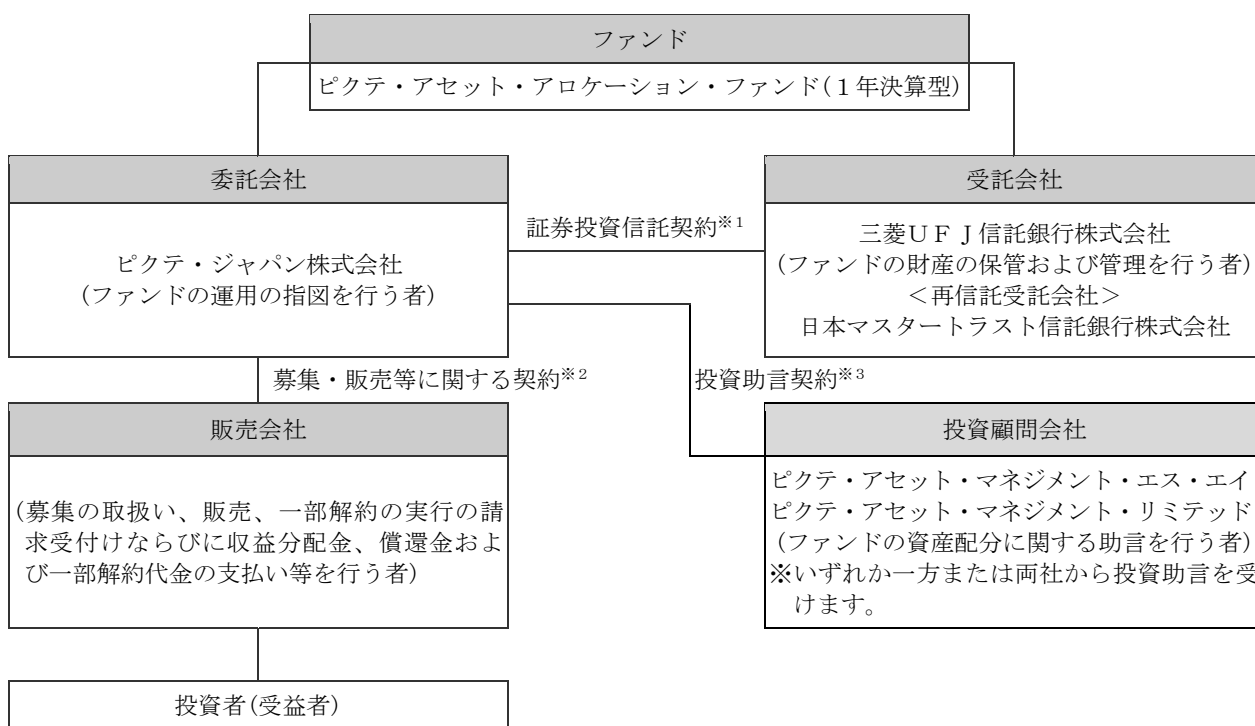 ファンド
ピクテ・アセット・アロケーション・ファンド(１年決算型)
委託会社
受託会社
証券投資信託契約※1
ピクテ・ジャパン株式会社
(ファンドの運用の指図を行う者)
三菱ＵＦＪ信託銀行株式会社
(ファンドの財産の保管および管理を行う者)
＜再信託受託会社＞
日本マスタートラスト信託銀行株式会社
募集・販売等に関する契約※2
投資助言契約※3
販売会社
投資顧問会社
(募集の取扱い、販売、一部解約の実行の請
求受付けならびに収益分配金、償還金およ
び一部解約代金の支払い等を行う者)
ピクテ・アセット・マネジメント・エス・エイ
ピクテ・アセット・マネジメント・リミテッド
(ファンドの資産配分に関する助言を行う者)
※いずれか一方または両社から投資助言を受
けます。
投資者(受益者)